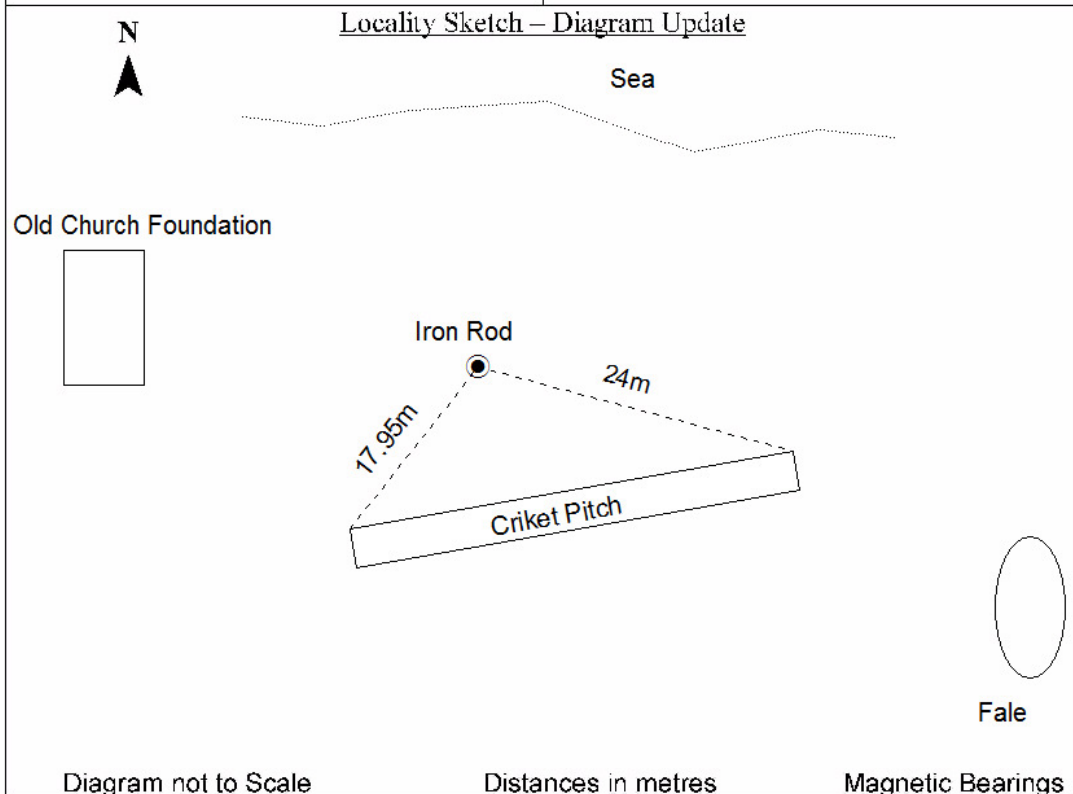 Locality Sketch – Diagram Update
N
Sea
Old Church Foundation
Iron Rod
24m
17.95m
Criket Pitch
Fale
Diagram not to Scale Distances in metres Magnetic Bearings